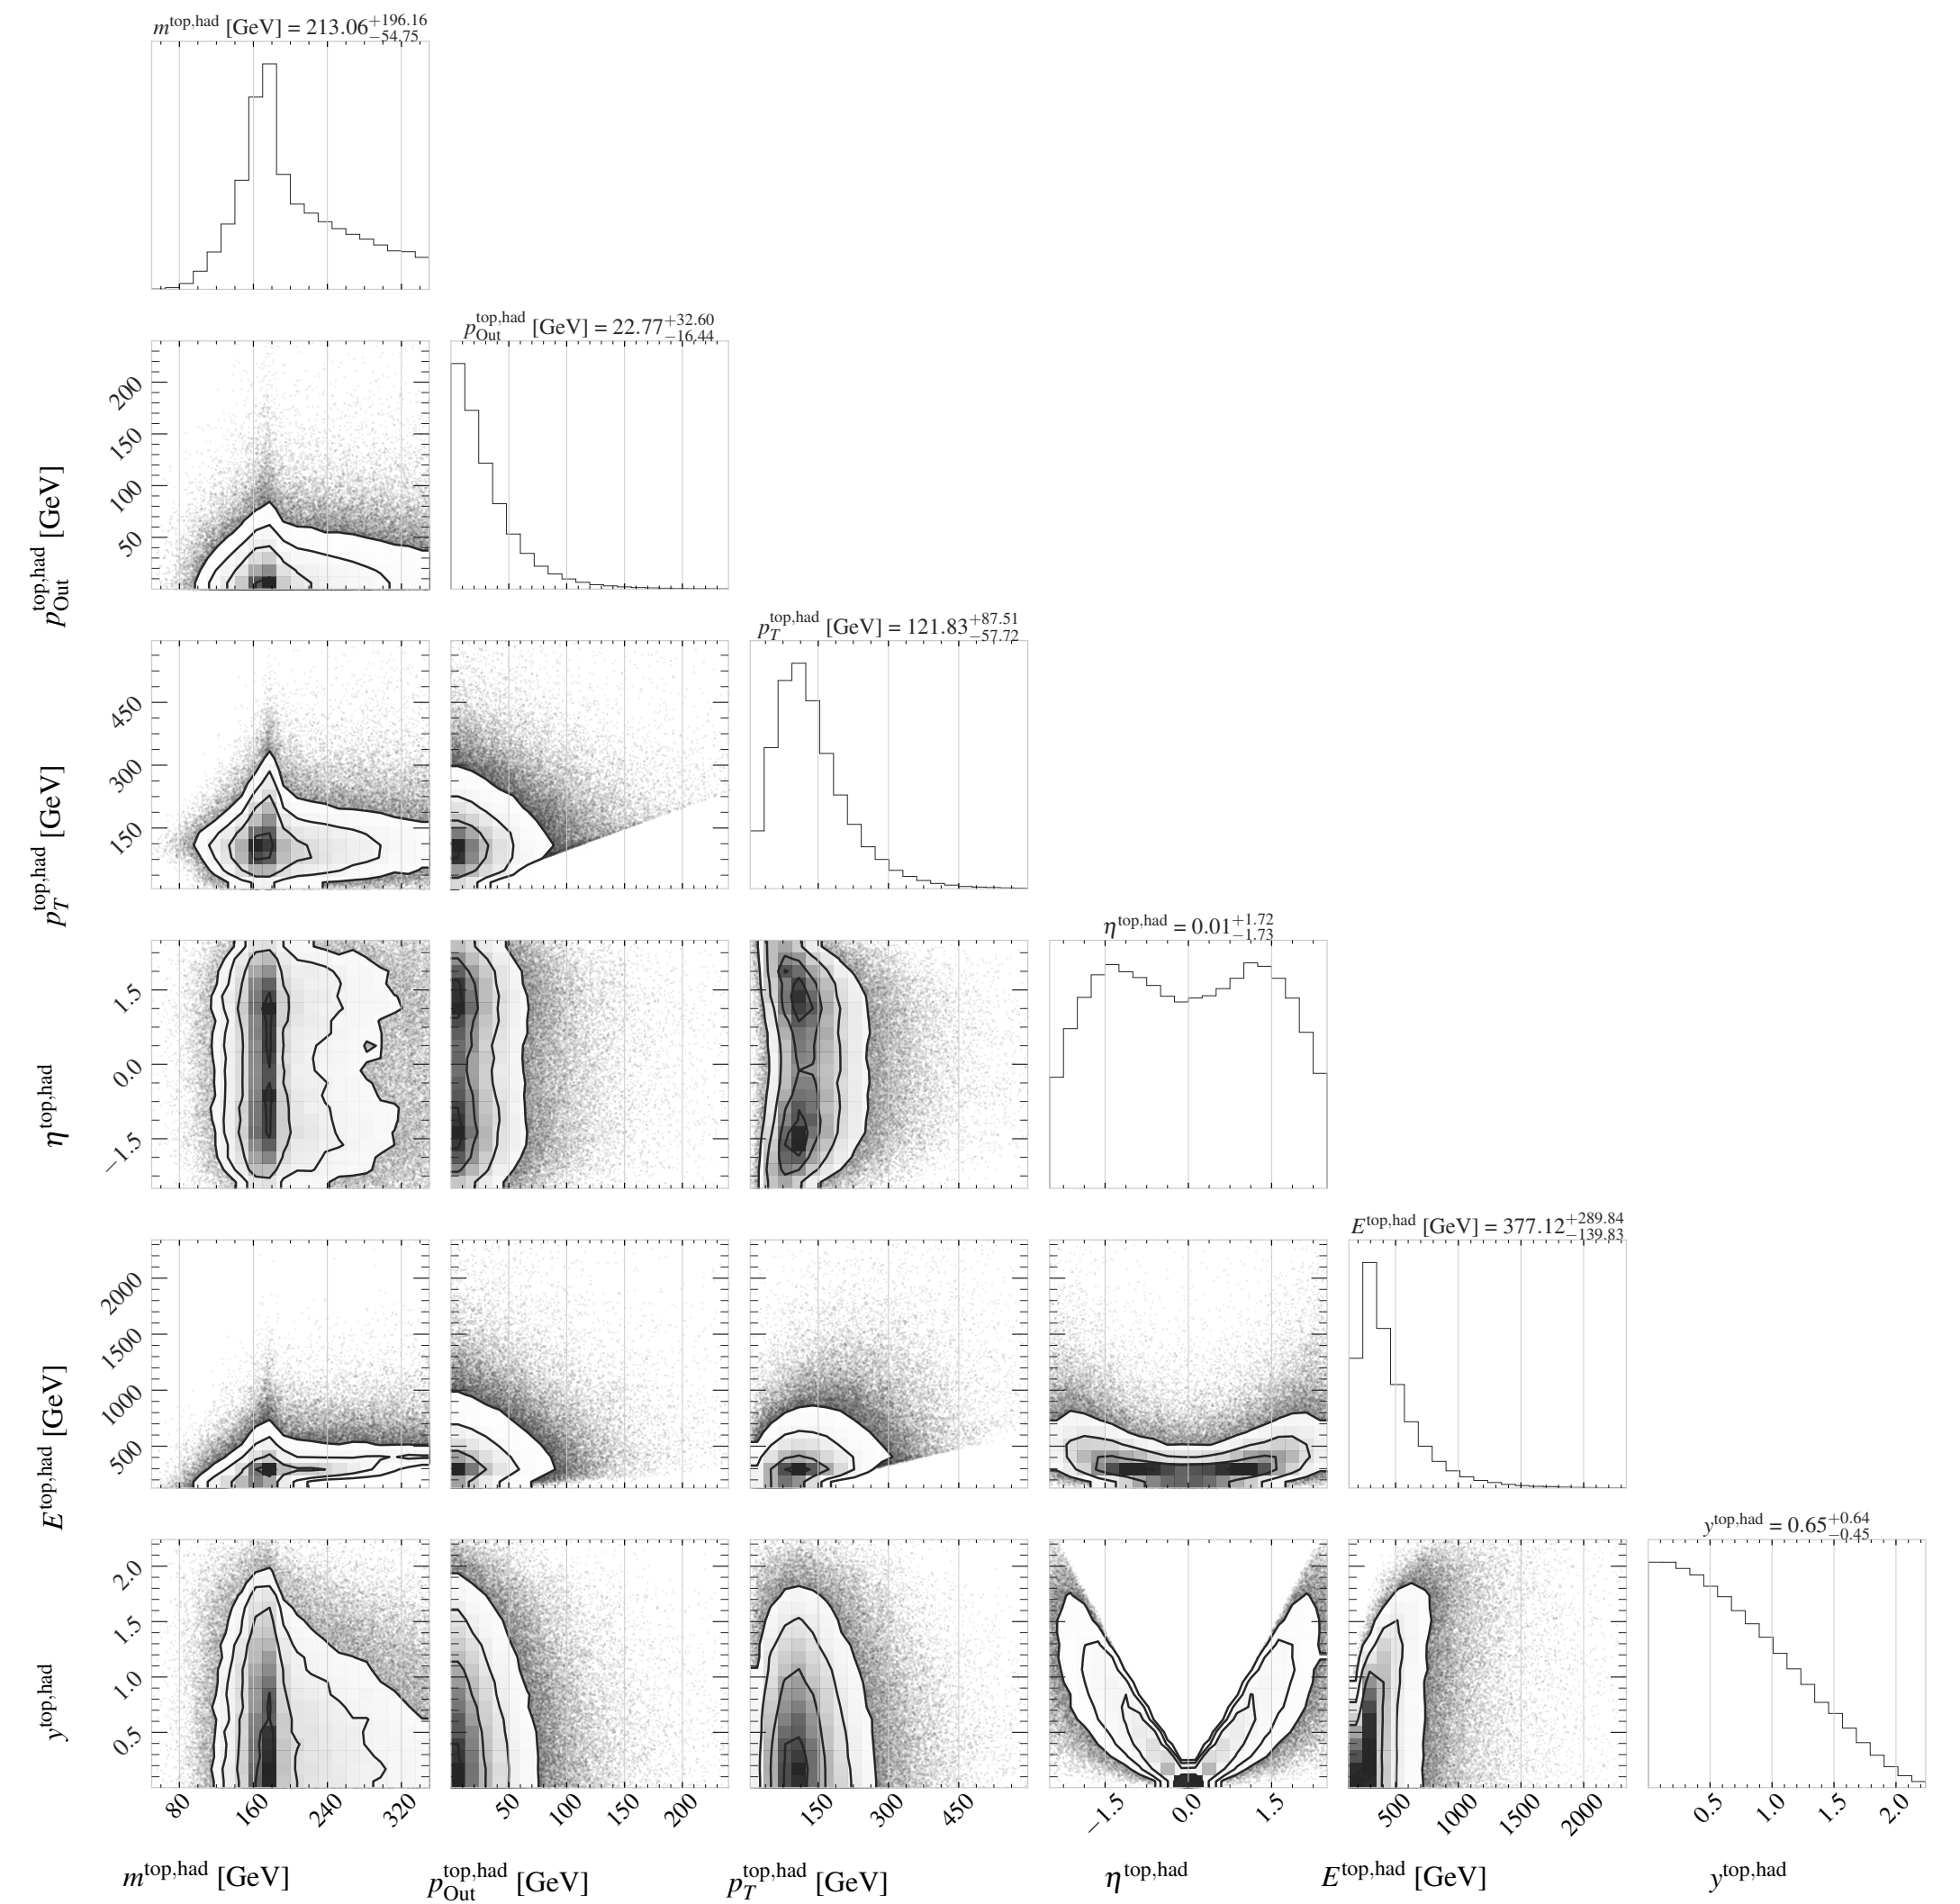 m^top,had [GeV] = 213.06 +196.16 −54.75
p_Out^top,had [GeV] = 22.77 +32.60 −16.44
200
150
100
50
p_Out^top,had [GeV]
p_T^top,had [GeV] = 121.83 +87.51 −57.72
450
300
150
p_T^top,had [GeV]
η^top,had = 0.01 +1.72 −1.73
1.5
0.0
−1.5
η^top,had
E^top,had [GeV] = 377.12 +289.84 −139.83
2000
1500
1000
500
E^top,had [GeV]
y^top,had = 0.65 +0.64 −0.45
2.0
1.5
1.0
0.5
y^top,had
80 160 240 320 50 100 150 200 150 300 450 −1.5 0.0 1.5 500 1000 1500 2000 0.5 1.0 1.5 2.0
m^top,had [GeV] p_Out^top,had [GeV] p_T^top,had [GeV] η^top,had E^top,had [GeV] y^top,had